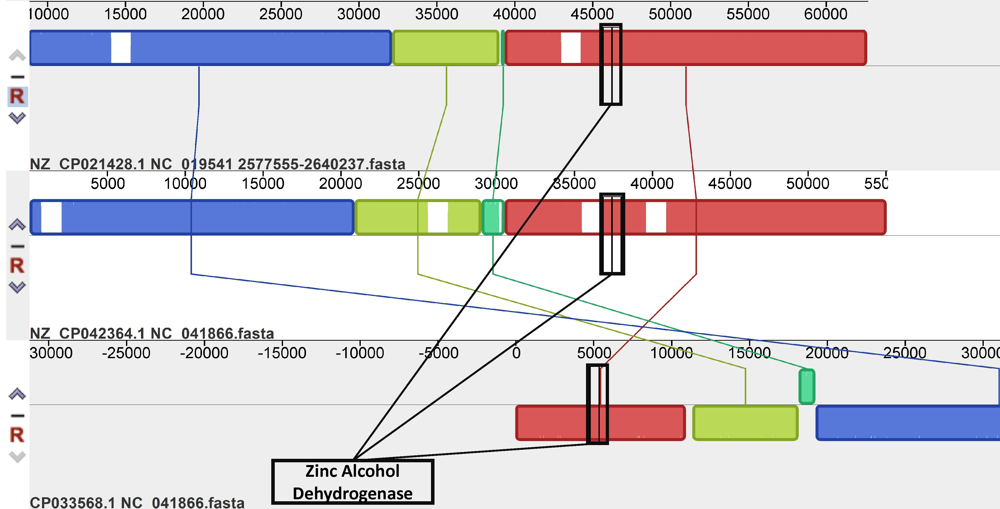 10000 15000 20000 25000 30000 35000 40000 45000 50000 55000 60000
R
NZ_CP021428.1 NC_019541 2577555-2640237.fasta
5000 10000 15000 20000 25000 30000 35000 40000 45000 50000 550
R
NZ_CP042364.1 NC_041866.fasta
30000 -25000 -20000 -15000 -10000 -5000 0 5000 10000 15000 20000 25000 30000
R
Zinc Alcohol
Dehydrogenase
CP033568.1 NC_041866.fasta